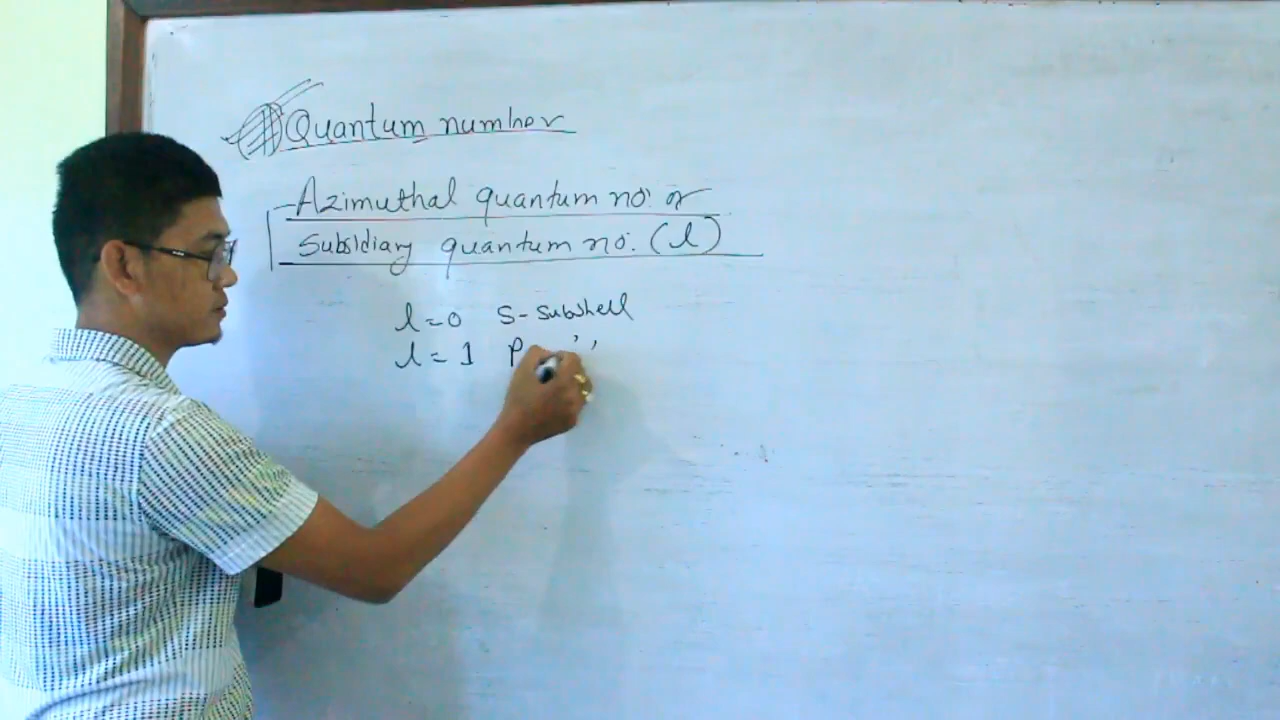 Quantum number
Azimuthal quantum no. or
Subsidiary quantum no. (l)
l = 0 S - subshell
l = 1 P ,,